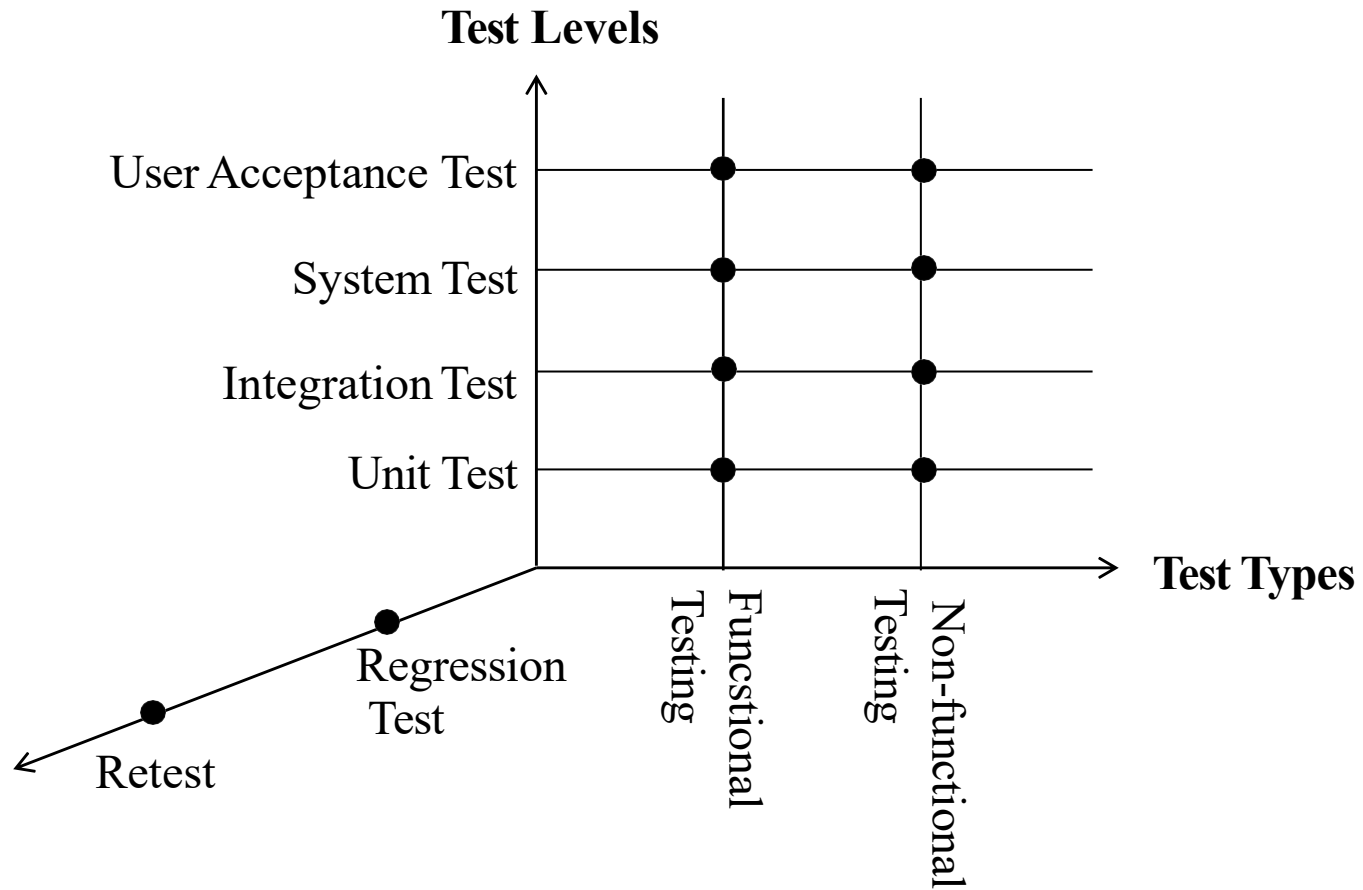 Test Levels
User Acceptance Test
System Test
Integration Test
Unit Test
Test Types
Regression
Test
Retest
Funcstional
Testing
Non-functional
Testing